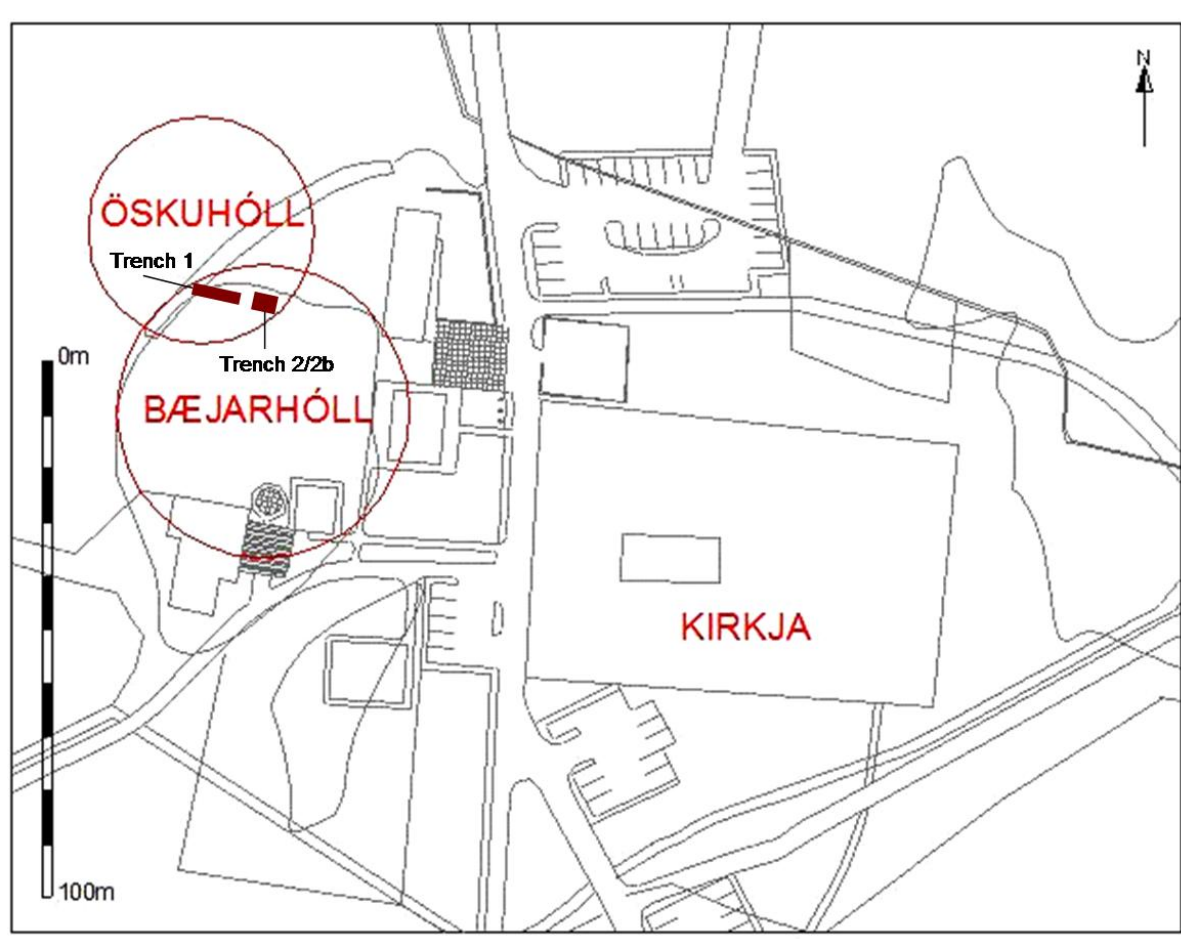 N
ÖSKUHÓLL
Trench 1
Trench 2/2b
0m
BÆJARHÓLL
KIRKJA
100m